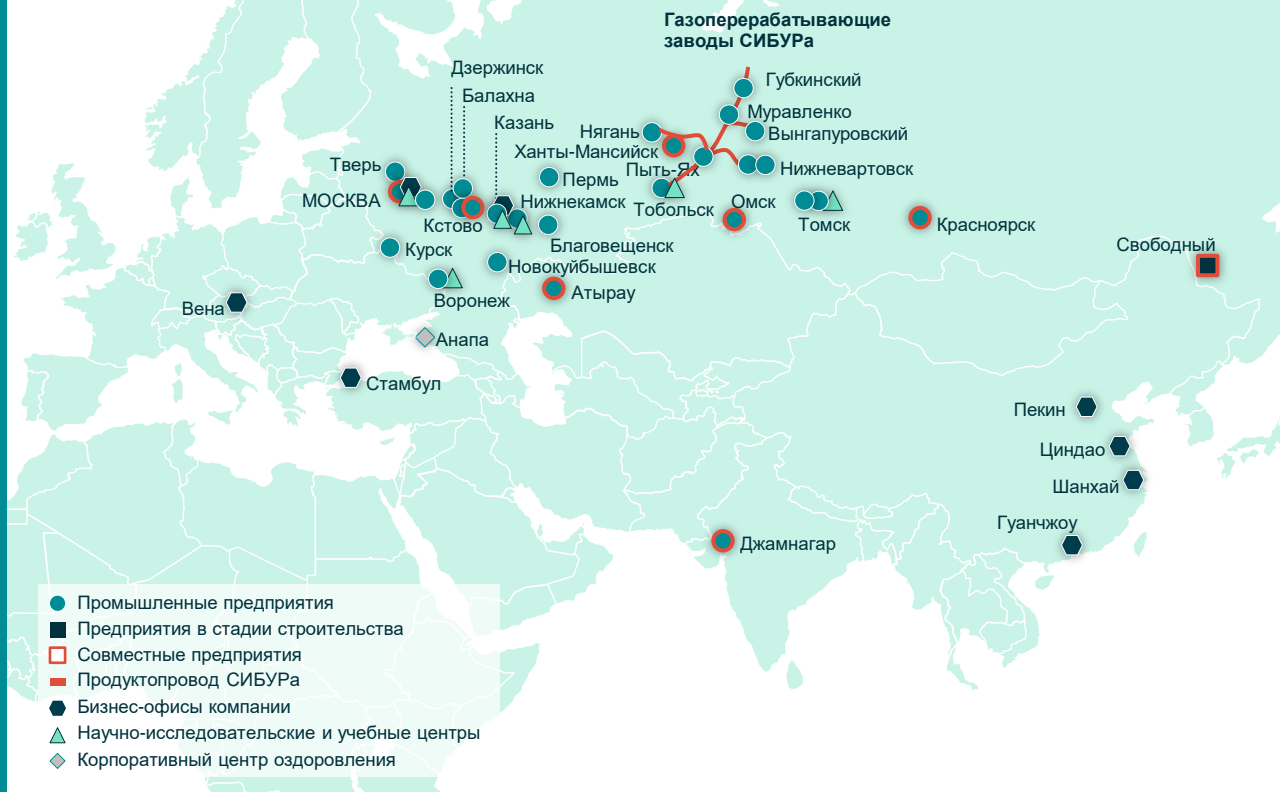 Газоперерабатывающие
заводы СИБУРа
Дзержинск
Губкинский
Балахна
Муравленко
Казань
Нягань
Вынгапуровский
Ханты-Мансийск
Тверь
Пыть-Ях
Нижневартовск
Пермь
МОСКВА
Нижнекамск
Тобольск
Омск
Кстово
Томск
Красноярск
Курск
Благовещенск
Свободный
Новокуйбышевск
Воронеж
Атырау
Вена
Анапа
Стамбул
Пекин
Циндао
Шанхай
Гуанчжоу
Джамнагар
Промышленные предприятия
Предприятия в стадии строительства
Совместные предприятия
Продуктопровод СИБУРа
Бизнес-офисы компании
Научно-исследовательские и учебные центры
Корпоративный центр оздоровления